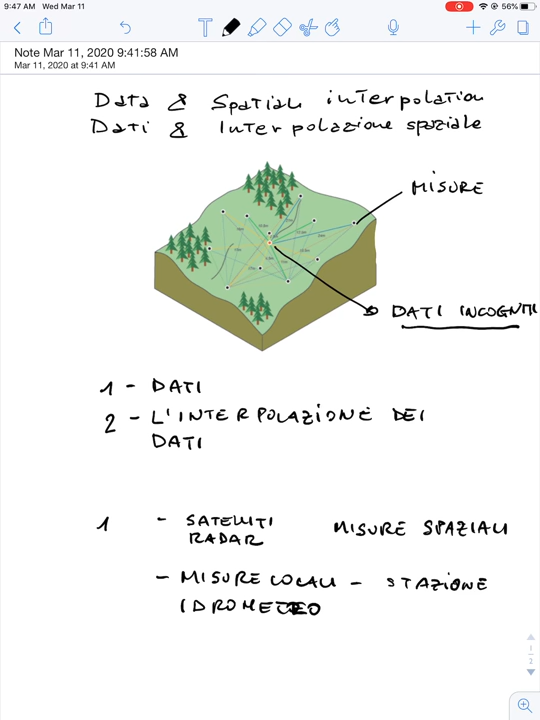 9:47 AM Wed Mar 11
56%
Note Mar 11, 2020 9:41:58 AM
Mar 11, 2020 at 9:41 AM
Data & Spatial interpolation
Dati & Interpolazione spaziale
MISURE
DATI INCOGNITI
1 - DATI
2 - L'INTERPOLAZIONE DEI
DATI
1 - SATELLITI MISURE SPAZIALI
RADAR
- MISURE LOCALI - STAZIONE
IDROMETEO
1
2